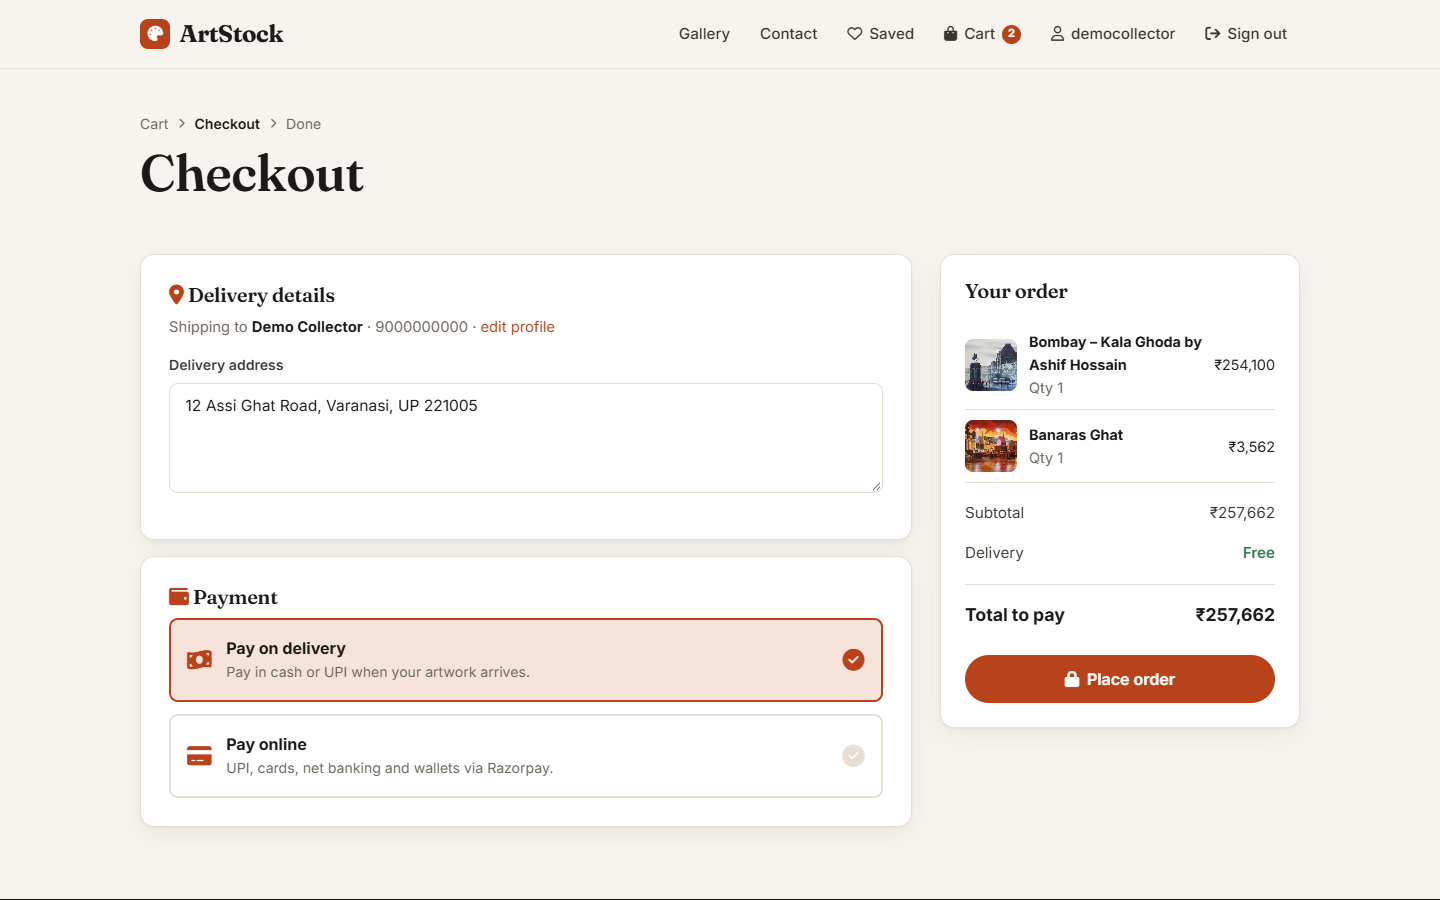 ArtStock
Gallery
Contact
Saved
Cart 2
democollector
Sign out
Cart > Checkout > Done
Checkout
Delivery details
Shipping to Demo Collector · 9000000000 · edit profile
Delivery address
12 Assi Ghat Road, Varanasi, UP 221005
Payment
Pay on delivery
Pay in cash or UPI when your artwork arrives.
Pay online
UPI, cards, net banking and wallets via Razorpay.
Your order
Bombay – Kala Ghoda by
Ashif Hossain
₹254,100
Qty 1
Banaras Ghat
₹3,562
Qty 1
Subtotal ₹257,662
Delivery Free
Total to pay ₹257,662
Place order